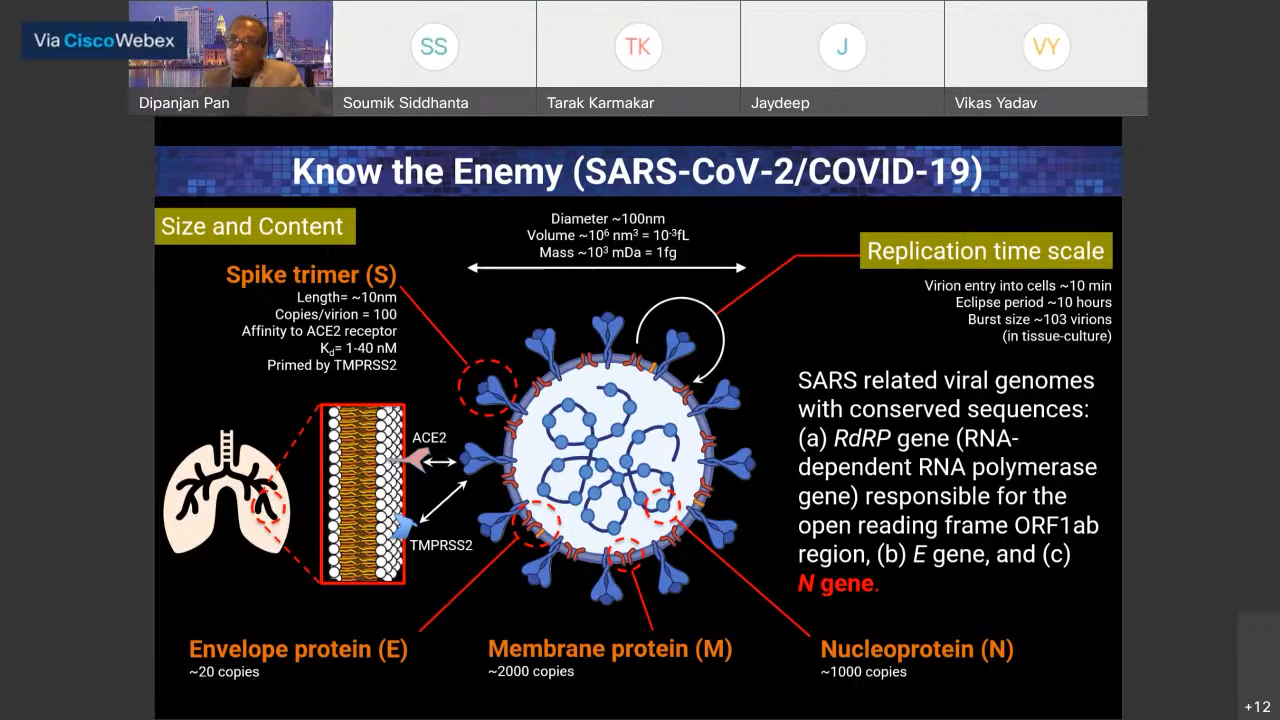 Via Cisco Webex
SS
TK
J
VY
Dipanjan Pan
Soumik Siddhanta
Tarak Karmakar
Jaydeep
Vikas Yadav
Know the Enemy (SARS-CoV-2/COVID-19)
Size and Content
Diameter ~100nm
Volume ~10⁶ nm³ = 10⁻³fL
Mass ~10³ mDa = 1fg
Replication time scale
Virion entry into cells ~10 min
Eclipse period ~10 hours
Burst size ~103 virions
(in tissue-culture)
Spike trimer (S)
Length= ~10nm
Copies/virion = 100
Affinity to ACE2 receptor
K_d= 1-40 nM
Primed by TMPRSS2
ACE2
TMPRSS2
SARS related viral genomes
with conserved sequences:
(a) RdRP gene (RNA-
dependent RNA polymerase
gene) responsible for the
open reading frame ORF1ab
region, (b) E gene, and (c)
N gene.
Envelope protein (E)
~20 copies
Membrane protein (M)
~2000 copies
Nucleoprotein (N)
~1000 copies
+12